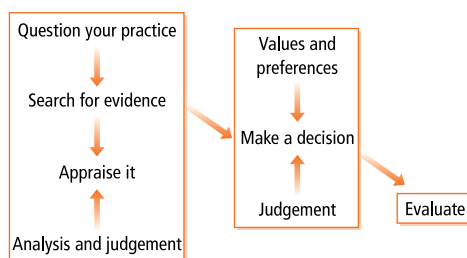 Question your practice
Search for evidence
Appraise it
Analysis and judgement
Values and
preferences
Make a decision
Judgement
Evaluate